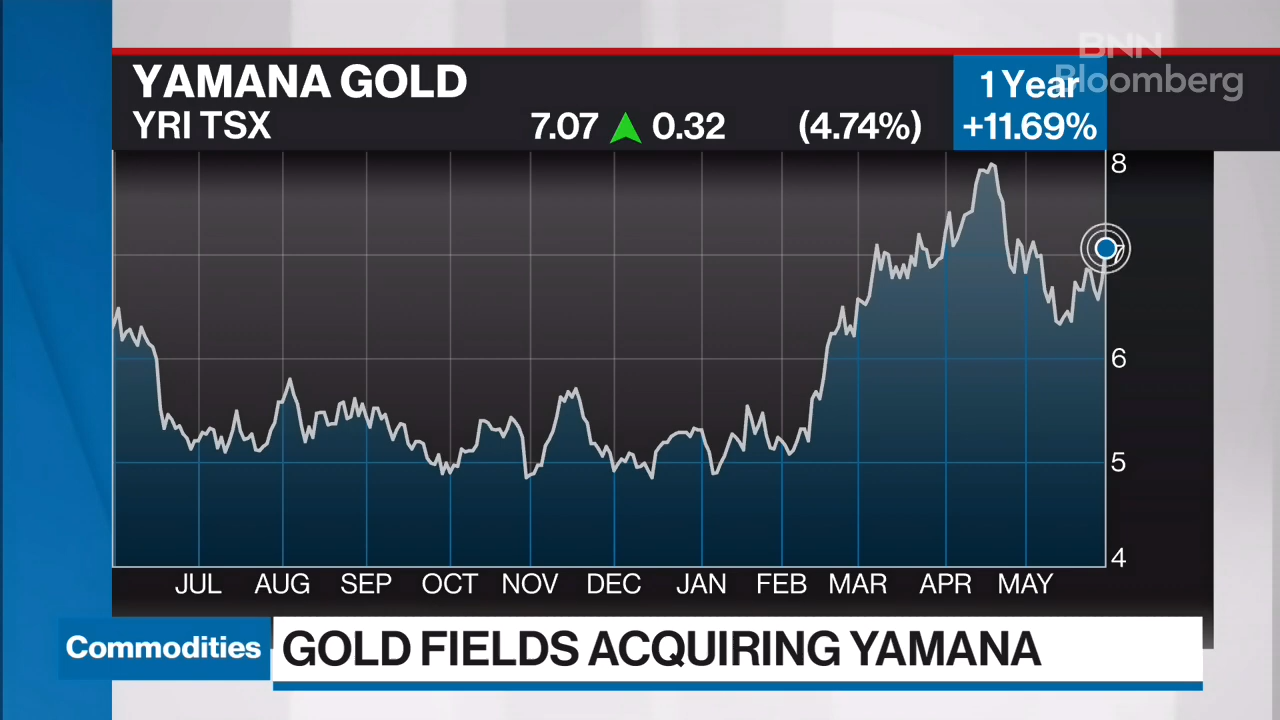 BNN
Bloomberg
YAMANA GOLD
1 Year
YRI TSX
7.07 0.32 (4.74%)
+11.69%
8
7
6
5
4
JUL AUG SEP OCT NOV DEC JAN FEB MAR APR MAY
Commodities
GOLD FIELDS ACQUIRING YAMANA